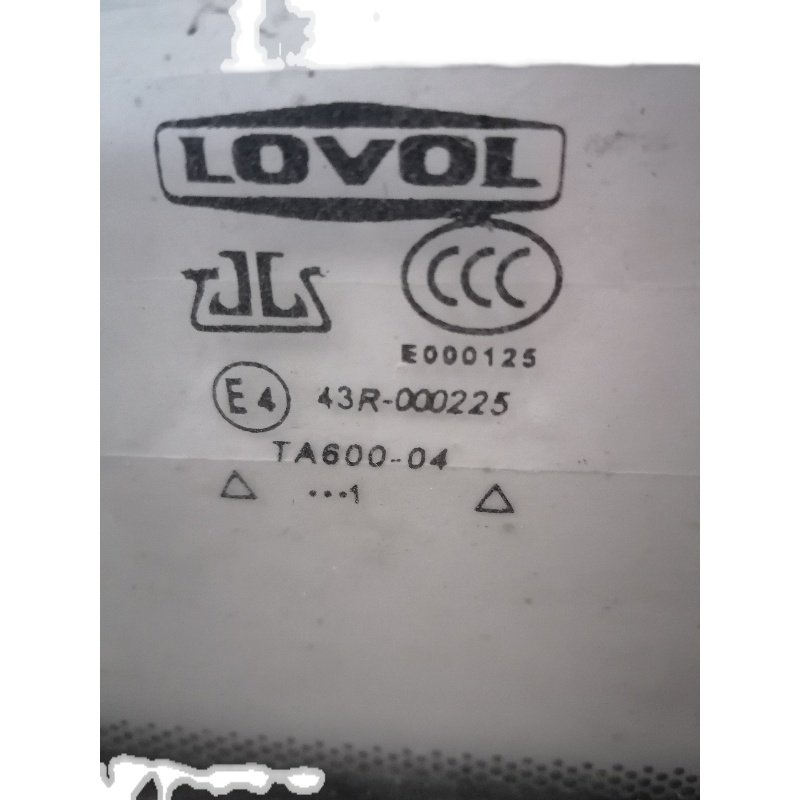 LOVOL
CCC
E000125
E4 43R-000225
TA600-04
△ •••1 △